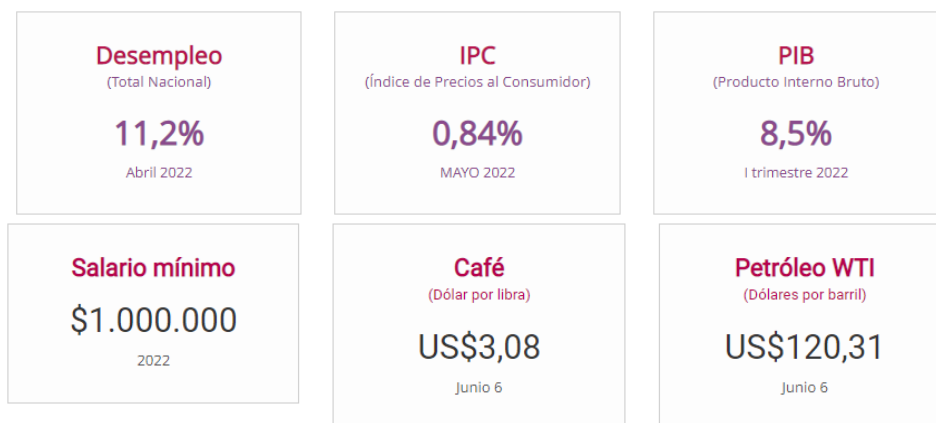 Desempleo
(Total Nacional)
11,2%
Abril 2022
IPC
(Índice de Precios al Consumidor)
0,84%
MAYO 2022
PIB
(Producto Interno Bruto)
8,5%
I trimestre 2022
Salario mínimo
$1.000.000
2022
Café
(Dólar por libra)
US$3,08
Junio 6
Petróleo WTI
(Dólares por barril)
US$120,31
Junio 6